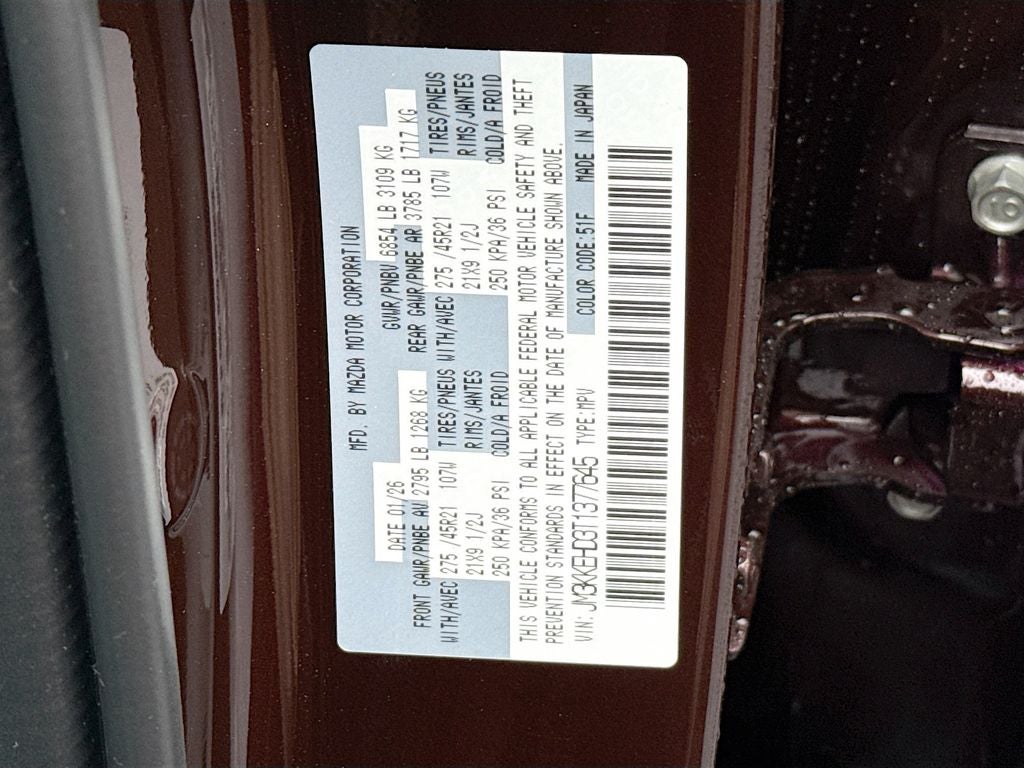 MFD. BY MAZDA MOTOR CORPORATION
DATE 01/26 GVWR/PNBV 6854 LB 3109 KG
FRONT GAWR/PNBE AV 2795 LB 1268 KG REAR GAWR/PNBE AR 3785 LB 1717 KG
WITH/AVEC 275 /45R21 107W TIRES/PNEUS WITH/AVEC 275 /45R21 107W TIRES/PNEUS
21X9 1/2J RIMS/JANTES 21X9 1/2J RIMS/JANTES
250 KPA/36 PSI COLD/A FROID 250 KPA/36 PSI COLD/A FROID
THIS VEHICLE CONFORMS TO ALL APPLICABLE FEDERAL MOTOR VEHICLE SAFETY AND THEFT
PREVENTION STANDARDS IN EFFECT ON THE DATE OF MANUFACTURE SHOWN ABOVE.
VIN: JM3KKEHD3T1377645 TYPE:MPV COLOR CODE:51F MADE IN JAPAN
10